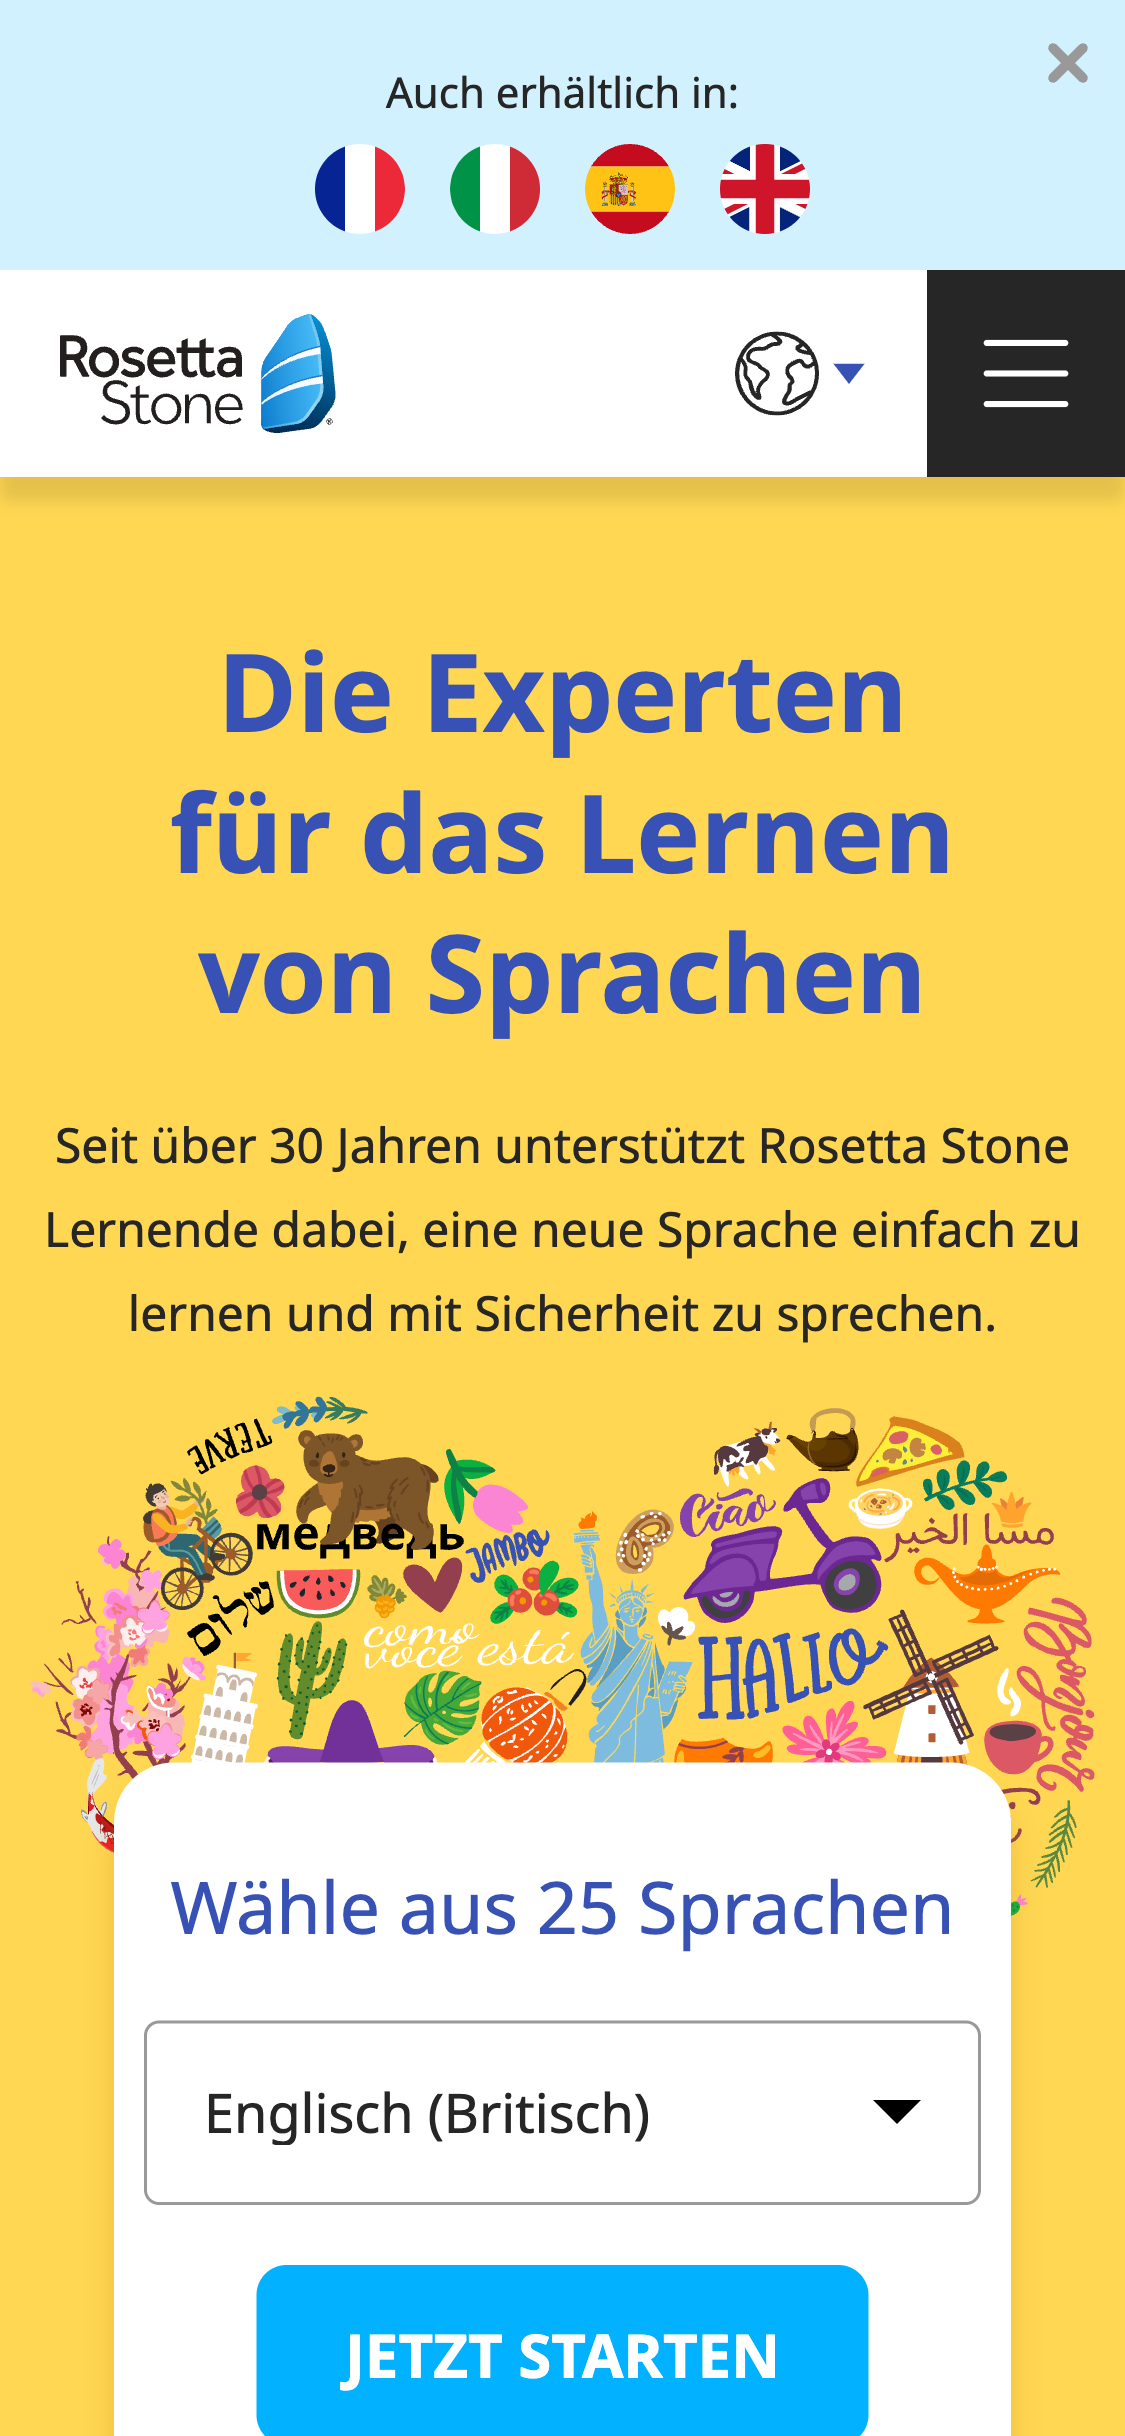 Auch erhältlich in:
Rosetta
Stone
Die Experten
für das Lernen
von Sprachen
Seit über 30 Jahren unterstützt Rosetta Stone
Lernende dabei, eine neue Sprache einfach zu
lernen und mit Sicherheit zu sprechen.
TERVE
Ciao
медведь
JAMBO
مسا الخير
שלום
como
você está
HALLO
Bonjour
Wähle aus 25 Sprachen
Englisch (Britisch)
JETZT STARTEN